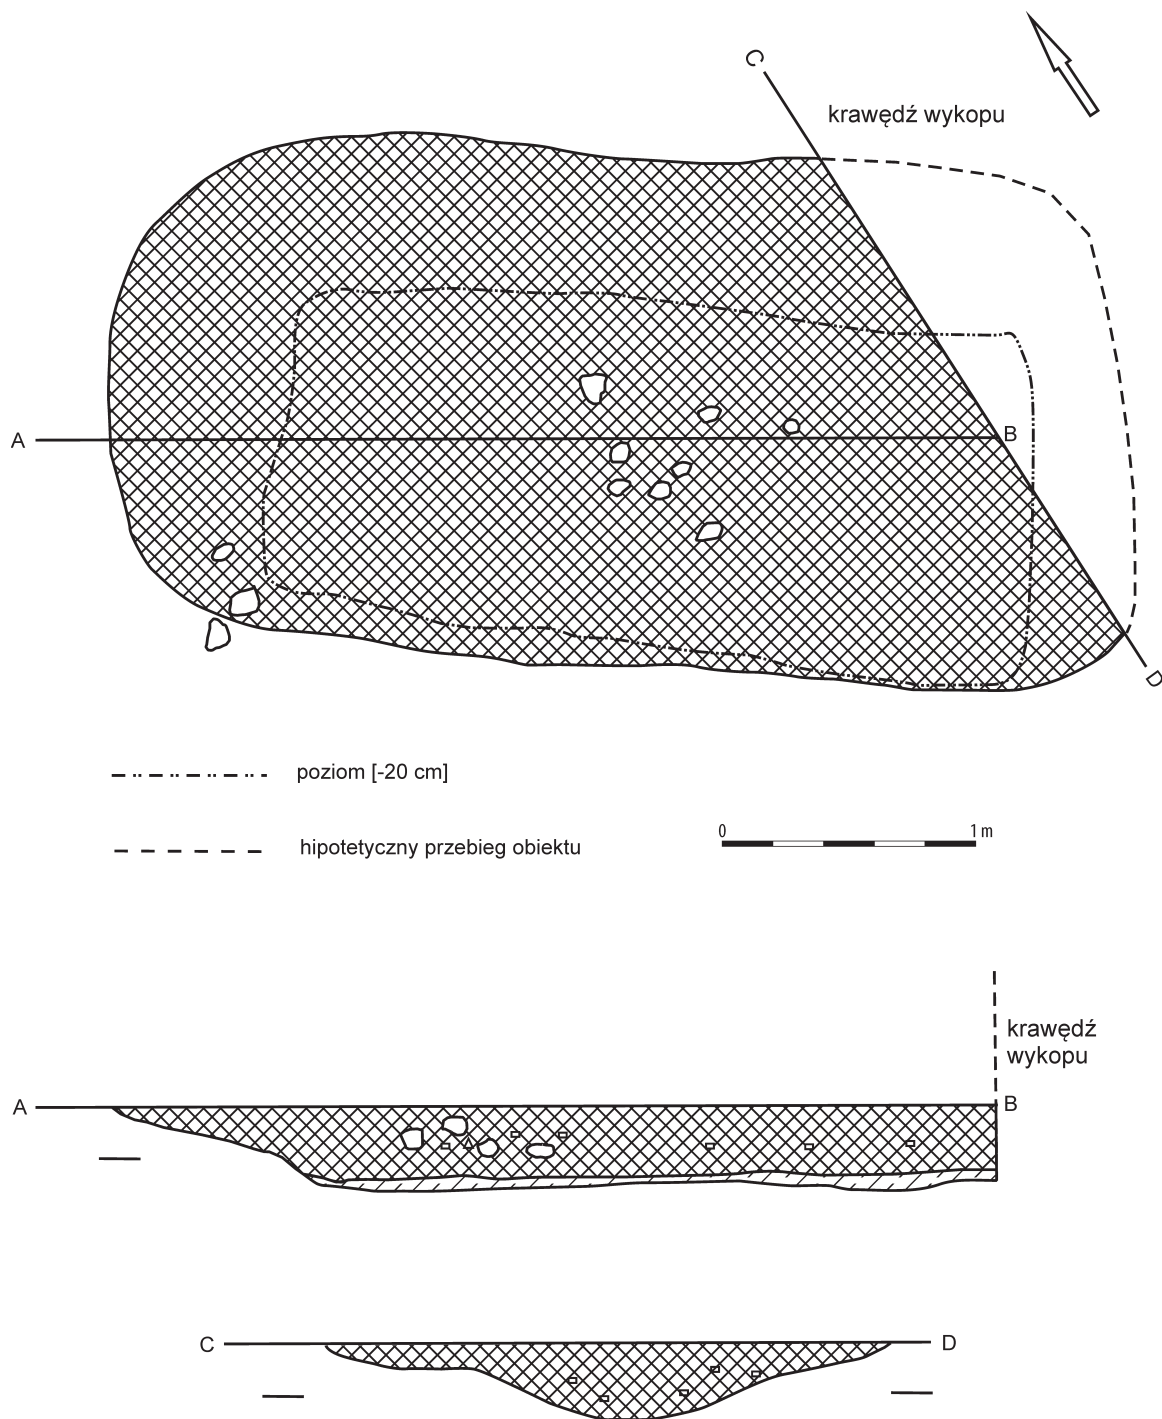 C
krawędź wykopu
A
B
D
poziom [-20 cm]
0 1 m
hipotetyczny przebieg obiektu
krawędź
wykopu
A
B
C
D